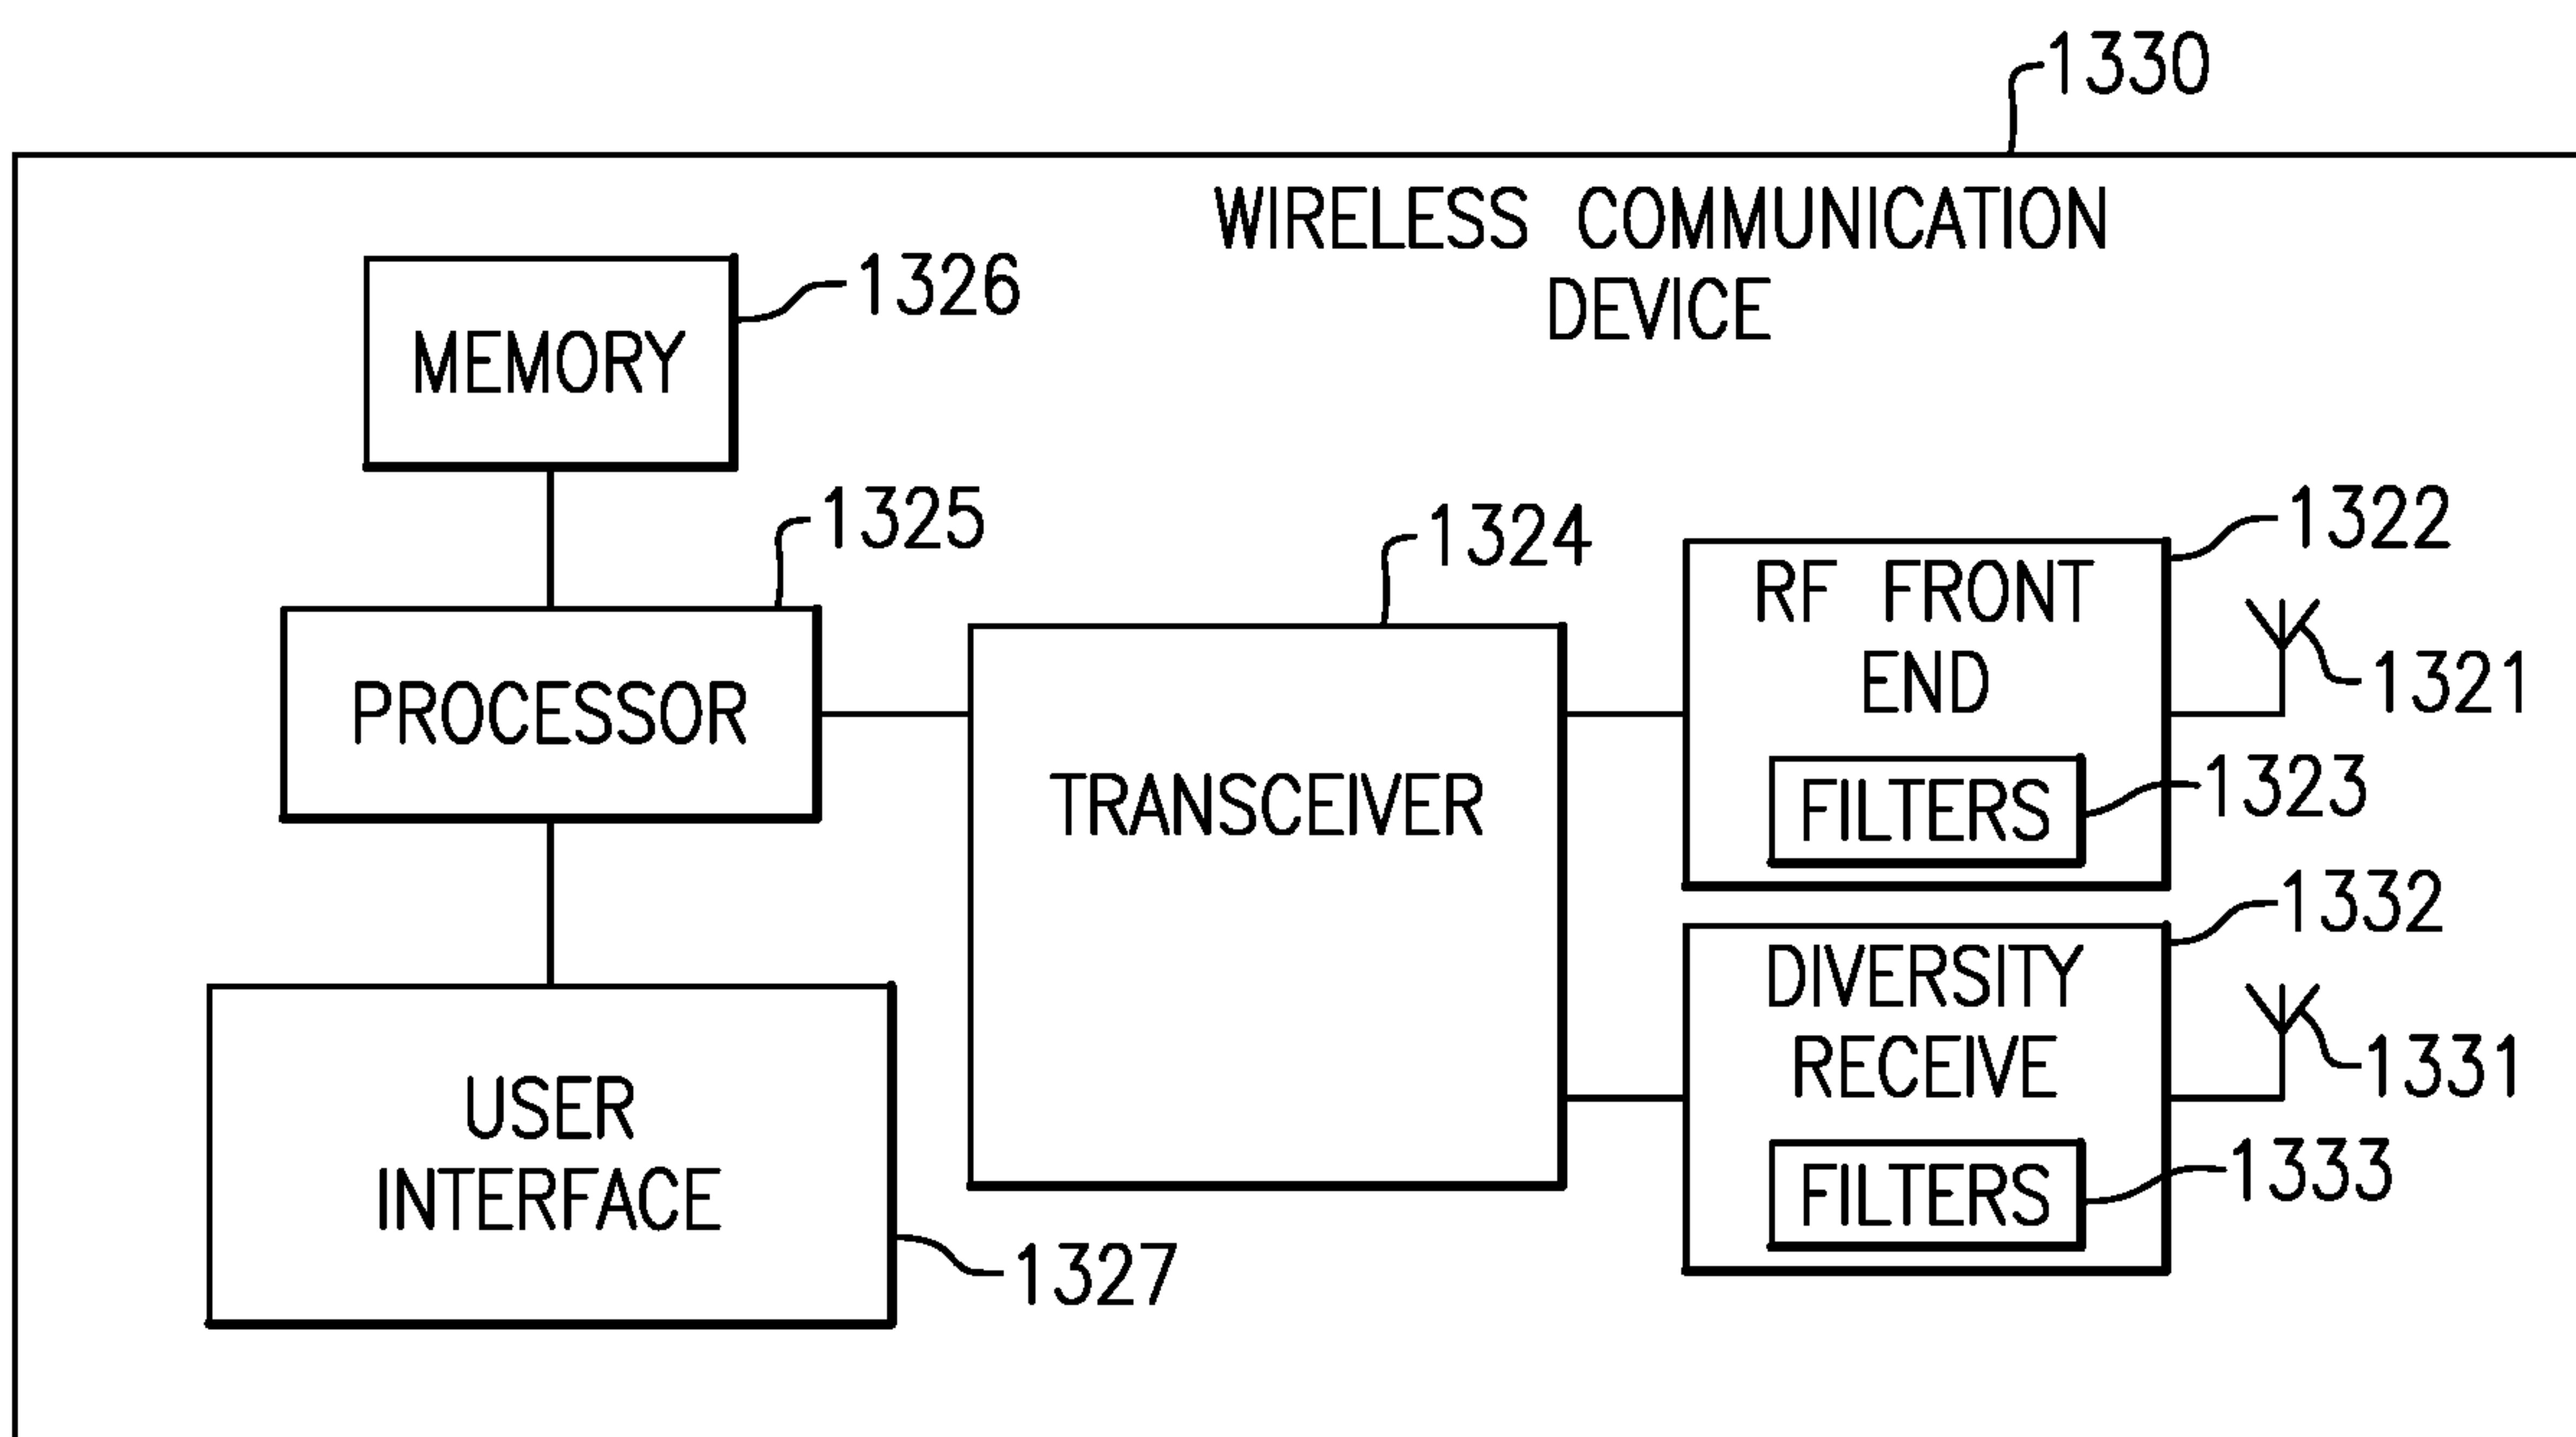 1330
WIRELESS COMMUNICATION
DEVICE
1326
MEMORY
1325
PROCESSOR
1324
TRANSCEIVER
1322
RF FRONT
END
1321
1323
FILTERS
1332
DIVERSITY
RECEIVE
1331
1333
FILTERS
USER
INTERFACE
1327